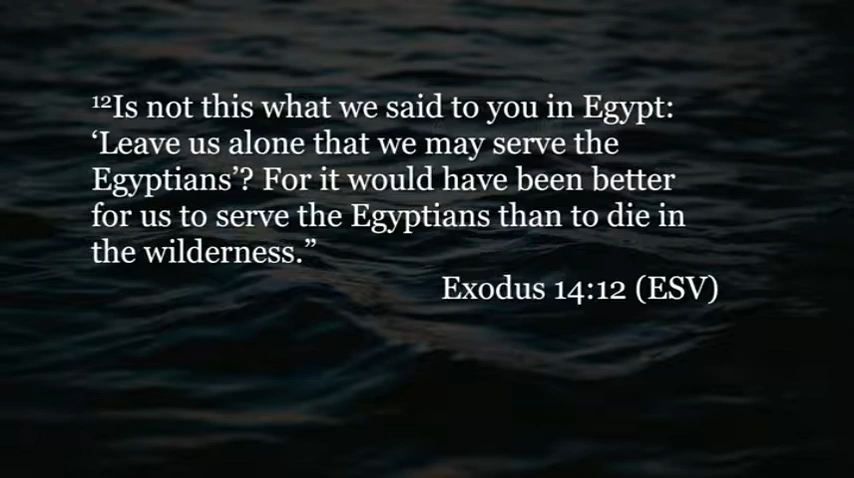 ¹²Is not this what we said to you in Egypt:
‘Leave us alone that we may serve the
Egyptians’? For it would have been better
for us to serve the Egyptians than to die in
the wilderness.”
Exodus 14:12 (ESV)